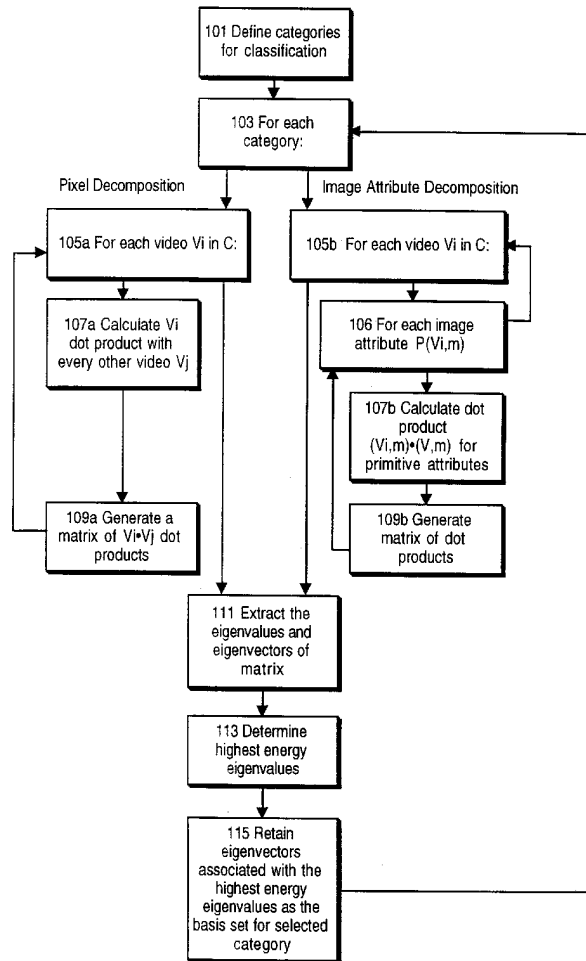 101 Define categories
for classification
103 For each
category:
Pixel Decomposition
Image Attribute Decomposition
105a For each video Vi in C:
105b For each video Vi in C:
107a Calculate Vi
dot product with
every other video Vj
106 For each image
attribute P(Vi,m)
107b Calculate dot
product
(Vi,m)•(V,m) for
primitive attributes
109a Generate a
matrix of Vi•Vj dot
products
109b Generate
matrix of dot
products
111 Extract the
eigenvalues and
eigenvectors of
matrix
113 Determine
highest energy
eigenvalues
115 Retain
eigenvectors
associated with the
highest energy
eigenvalues as the
basis set for selected
category